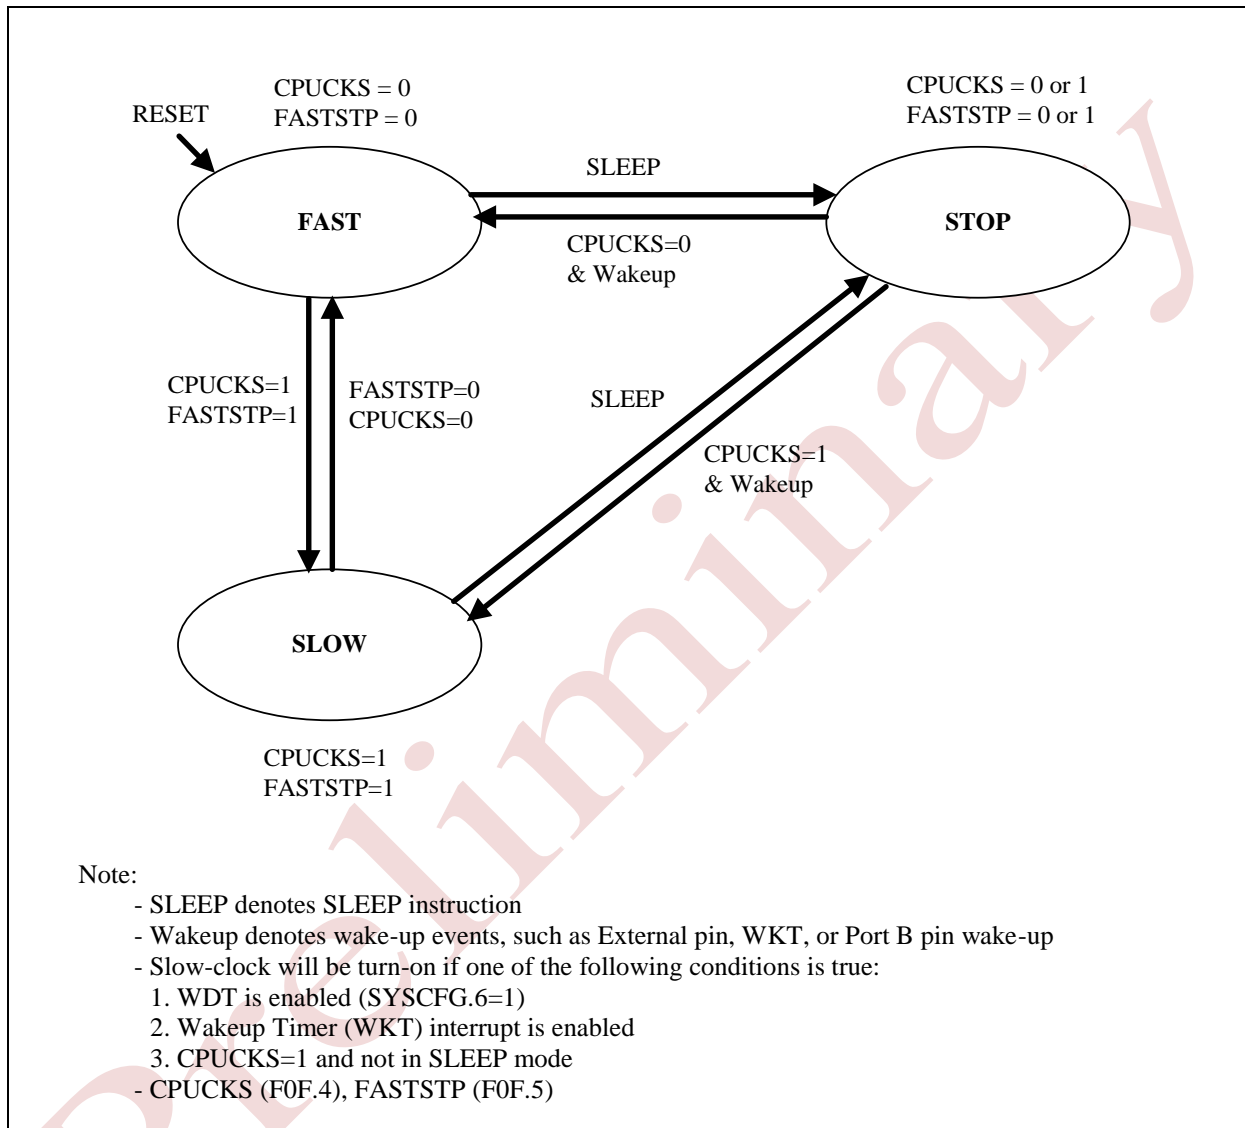 CPUCKS = 0
FASTSTP = 0
RESET
CPUCKS = 0 or 1
FASTSTP = 0 or 1
SLEEP
FAST
STOP
CPUCKS=0
& Wakeup
CPUCKS=1
FASTSTP=1
FASTSTP=0
CPUCKS=0
SLEEP
CPUCKS=1
& Wakeup
SLOW
CPUCKS=1
FASTSTP=1
Note:
- SLEEP denotes SLEEP instruction
- Wakeup denotes wake-up events, such as External pin, WKT, or Port B pin wake-up
- Slow-clock will be turn-on if one of the following conditions is true:
1. WDT is enabled (SYSCFG.6=1)
2. Wakeup Timer (WKT) interrupt is enabled
3. CPUCKS=1 and not in SLEEP mode
- CPUCKS (F0F.4), FASTSTP (F0F.5)
Preliminary